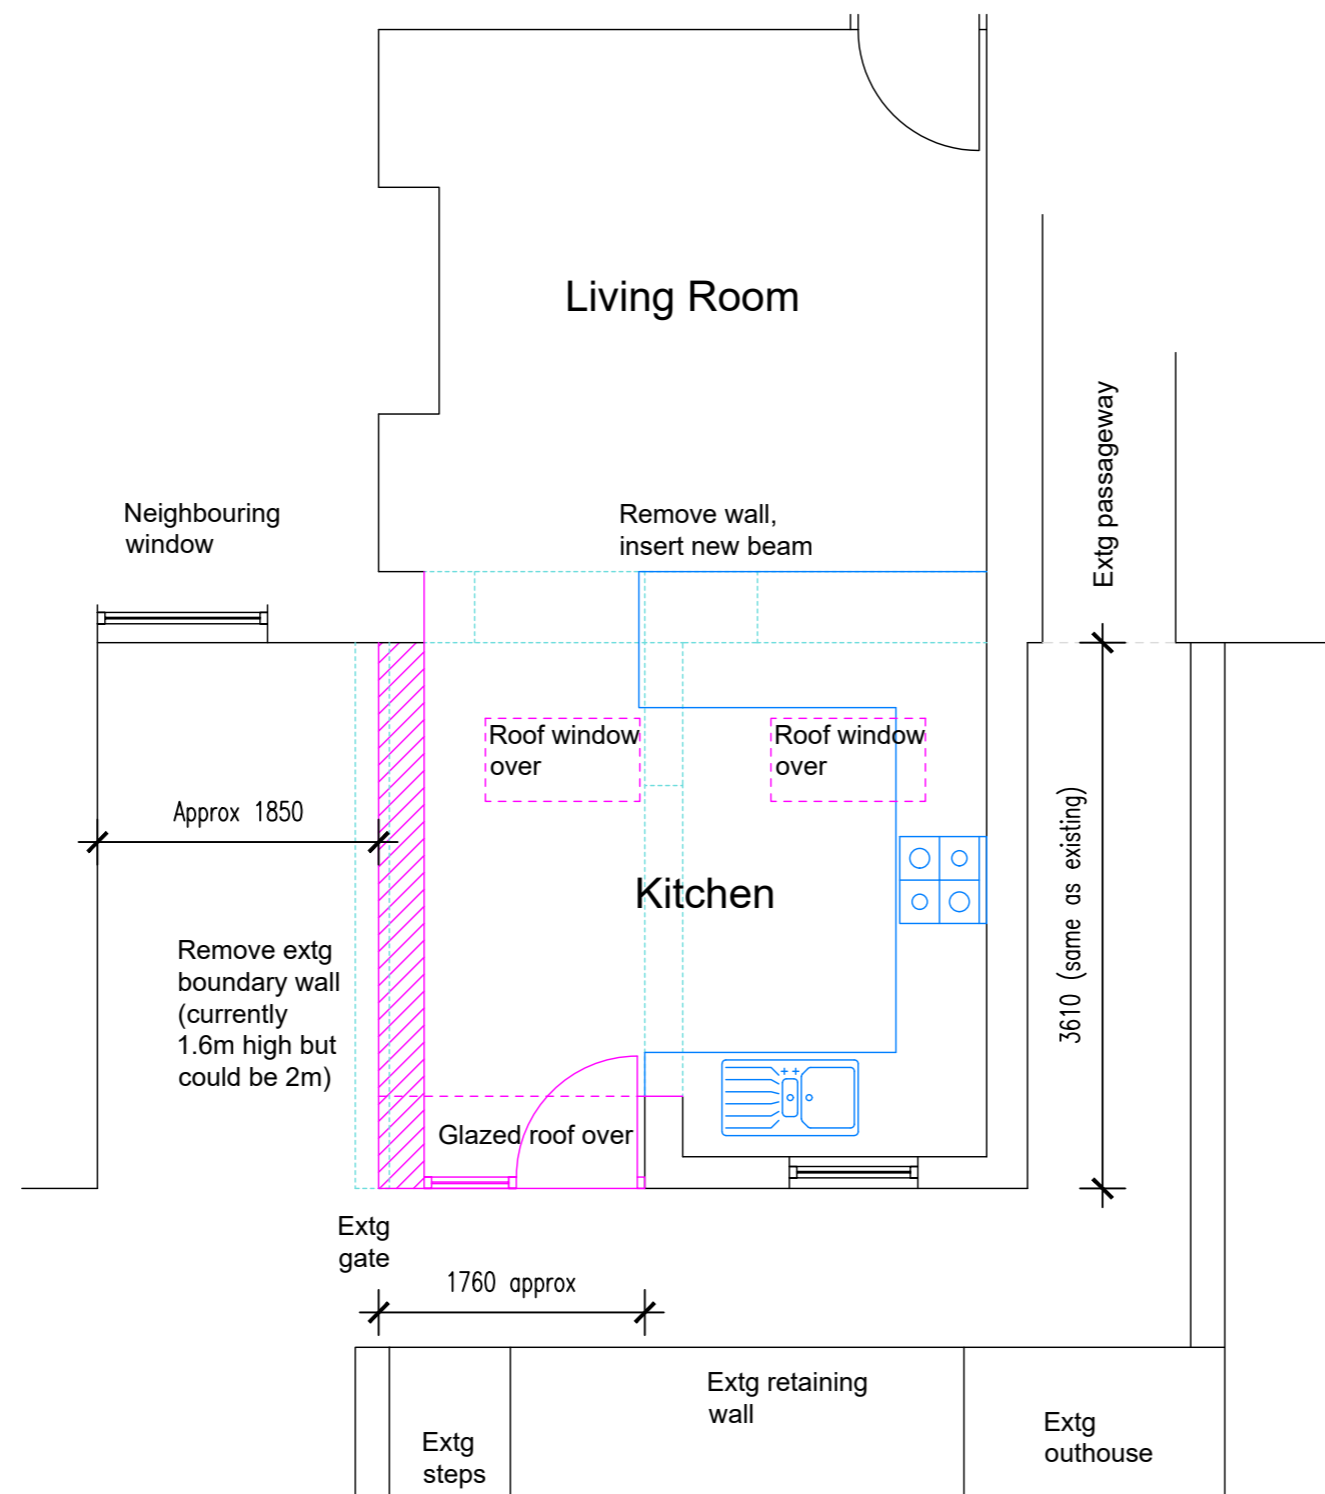 Living Room
Extg passageway
Neighbouring
window
Remove wall,
insert new beam
Roof window
over
Roof window
over
Approx 1850
Kitchen
3610 (same as existing)
Remove extg
boundary wall
(currently
1.6m high but
could be 2m)
Glazed roof over
Extg
gate
1760 approx
Extg retaining
wall
Extg
outhouse
Extg
steps